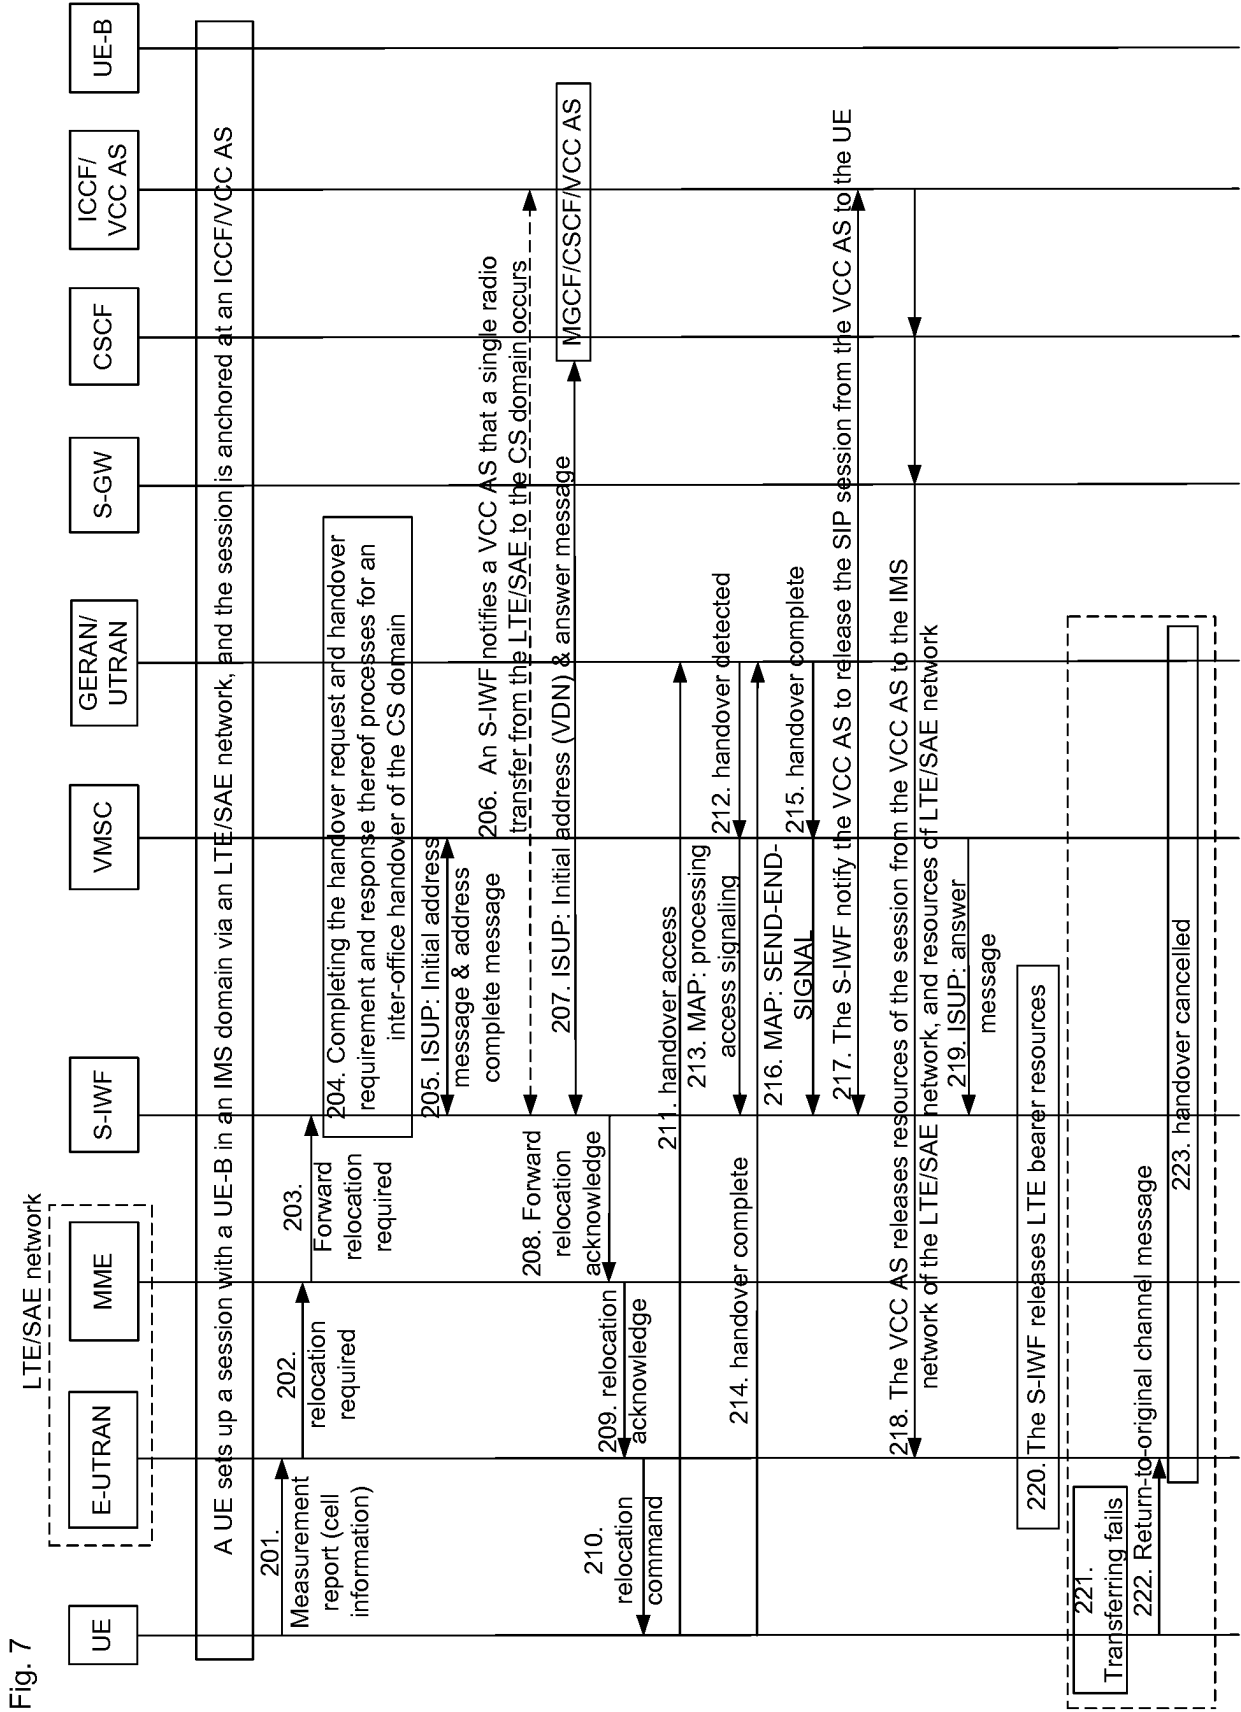 Fig. 7
LTE/SAE network
UE
E-UTRAN
MME
S-IWF
VMSC
GERAN/
UTRAN
S-GW
CSCF
ICCF/
VCC AS
UE-B
A UE sets up a session with a UE-B in an IMS domain via an LTE/SAE network, and the session is anchored at an ICCF/VCC AS
201.
Measurement
report (cell
information)
202.
relocation
required
203.
Forward
relocation
required
204. Completing the handover request and handover
requirement and response thereof processes for an
inter-office handover of the CS domain
205. ISUP: Initial address
message & address
complete message
206. An S-IWF notifies a VCC AS that a single radio
transfer from the LTE/SAE to the CS domain occurs
207. ISUP: Initial address (VDN) & answer message
MGCF/CSCF/VCC AS
208. Forward
relocation
acknowledge
209. relocation
acknowledge
210.
relocation
command
211. handover access
212. handover detected
213. MAP: processing
access signaling
214. handover complete
215. handover complete
216. MAP: SEND-END-
SIGNAL
217. The S-IWF notify the VCC AS to release the SIP session from the VCC AS to the UE
218. The VCC AS releases resources of the session from the VCC AS to the IMS
network of the LTE/SAE network, and resources of LTE/SAE network
219. ISUP: answer
message
220. The S-IWF releases LTE bearer resources
221.
Transferring fails
222. Return-to-original channel message
223. handover cancelled